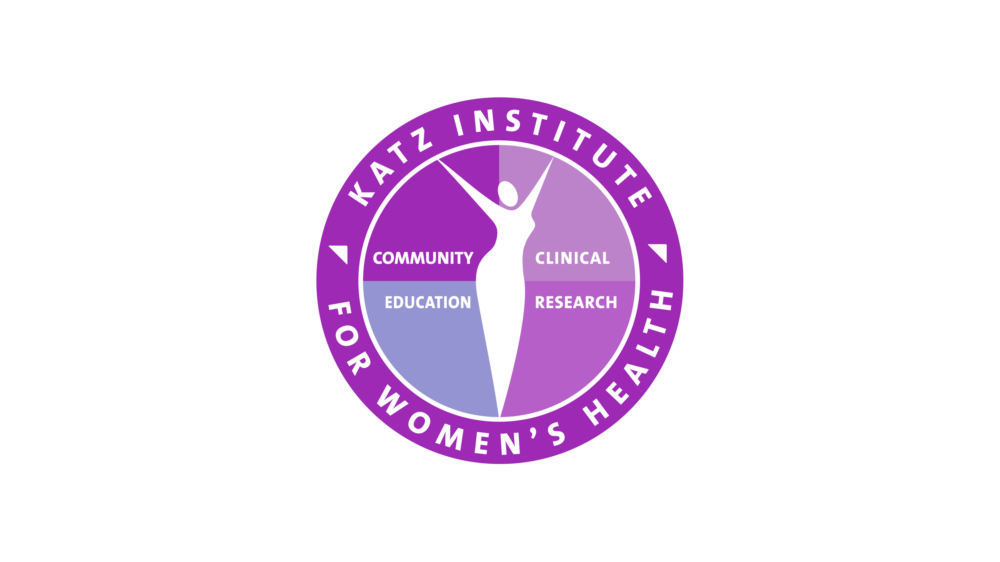 KATZ INSTITUTE
COMMUNITY
CLINICAL
EDUCATION
RESEARCH
FOR WOMEN’S HEALTH